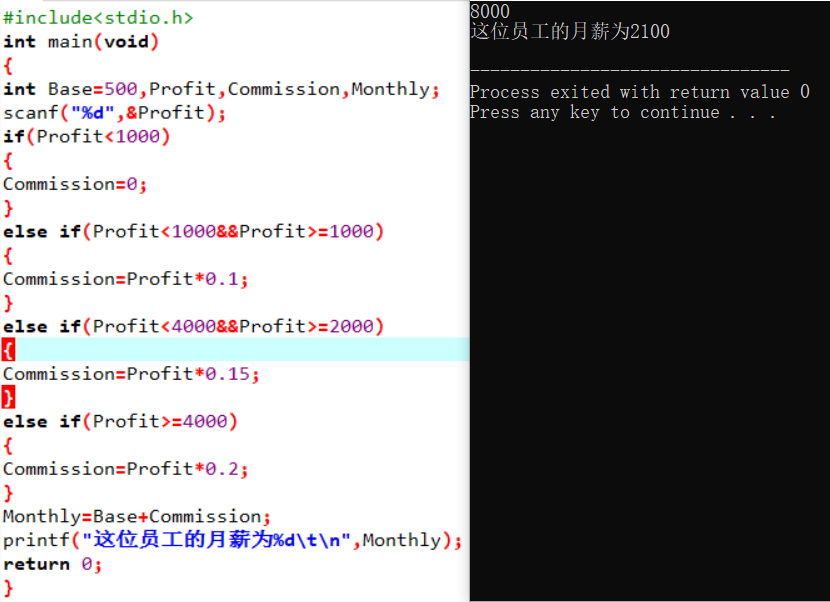 #include<stdio.h>
int main(void)
{
int Base=500,Profit,Commission,Monthly;
scanf("%d",&Profit);
if(Profit<1000)
{
Commission=0;
}
else if(Profit<1000&&Profit>=1000)
{
Commission=Profit*0.1;
}
else if(Profit<4000&&Profit>=2000)
{
Commission=Profit*0.15;
}
else if(Profit>=4000)
{
Commission=Profit*0.2;
}
Monthly=Base+Commission;
printf("这位员工的月薪为%d\t\n",Monthly);
return 0;
}
8000
这位员工的月薪为2100
--------------------------------
Process exited with return value 0
Press any key to continue . . .